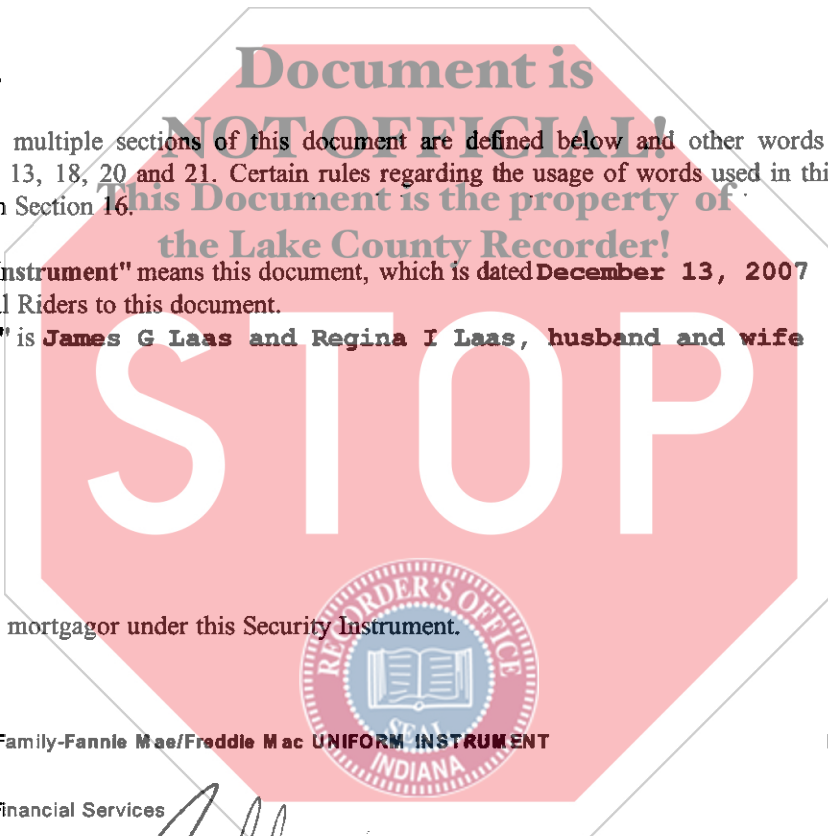 Document is
NOT OFFICIAL!
multiple sections of this document are defined below and other words
13, 18, 20 and 21. Certain rules regarding the usage of words used in thi
n Section 16.
This Document is the property of
the Lake County Recorder!
nstrument" means this document, which is dated December 13, 2007
l Riders to this document.
" is James G Laas and Regina I Laas, husband and wife
STOP
mortgagor under this Security Instrument.
RECORDER'S OFFICE
SEAL
INDIANA
Family-Fannie Mae/Freddie Mac UNIFORM INSTRUMENT
Financial Services